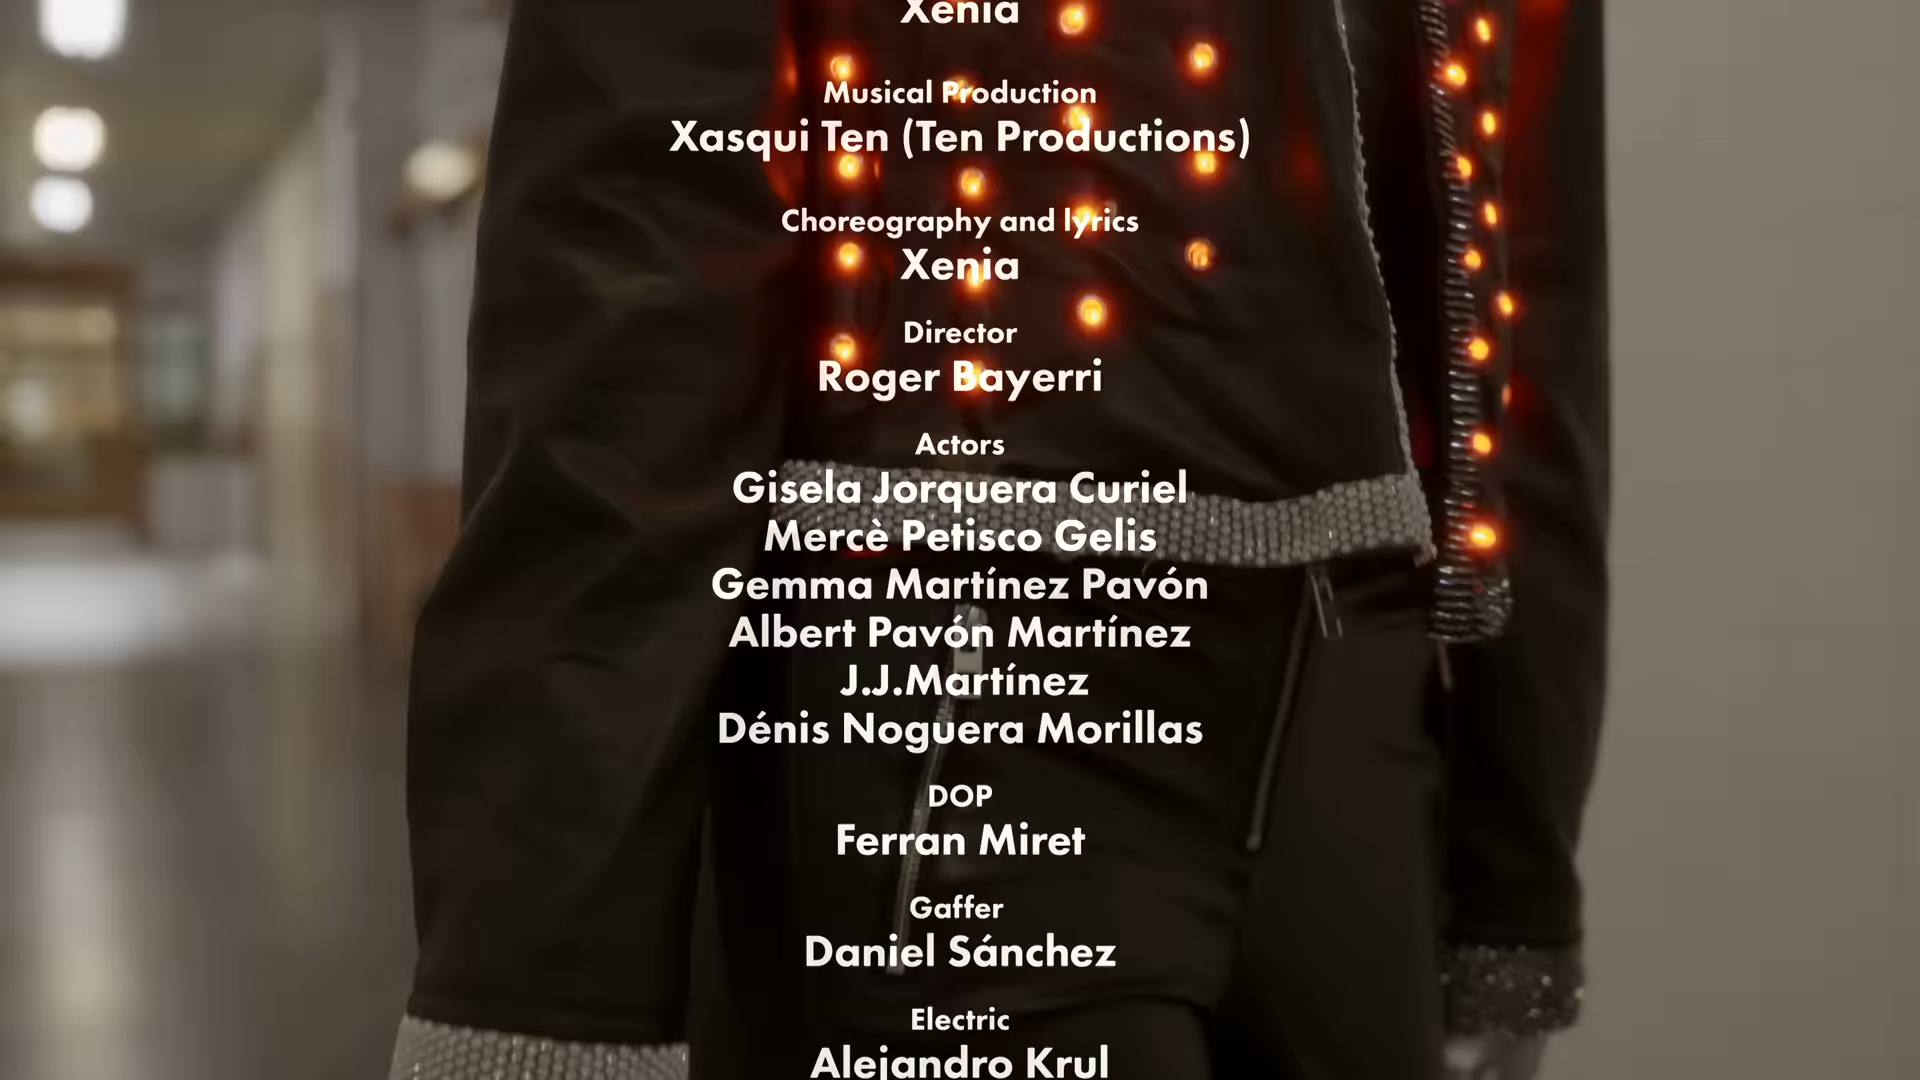 Xenia
Musical Production
Xasqui Ten (Ten Productions)
Choreography and lyrics
Xenia
Director
Roger Bayerri
Actors
Gisela Jorquera Curiel
Mercè Petisco Gelis
Gemma Martínez Pavón
Albert Pavón Martínez
J.J.Martínez
Dénis Noguera Morillas
DOP
Ferran Miret
Gaffer
Daniel Sánchez
Electric
Alejandro Krul